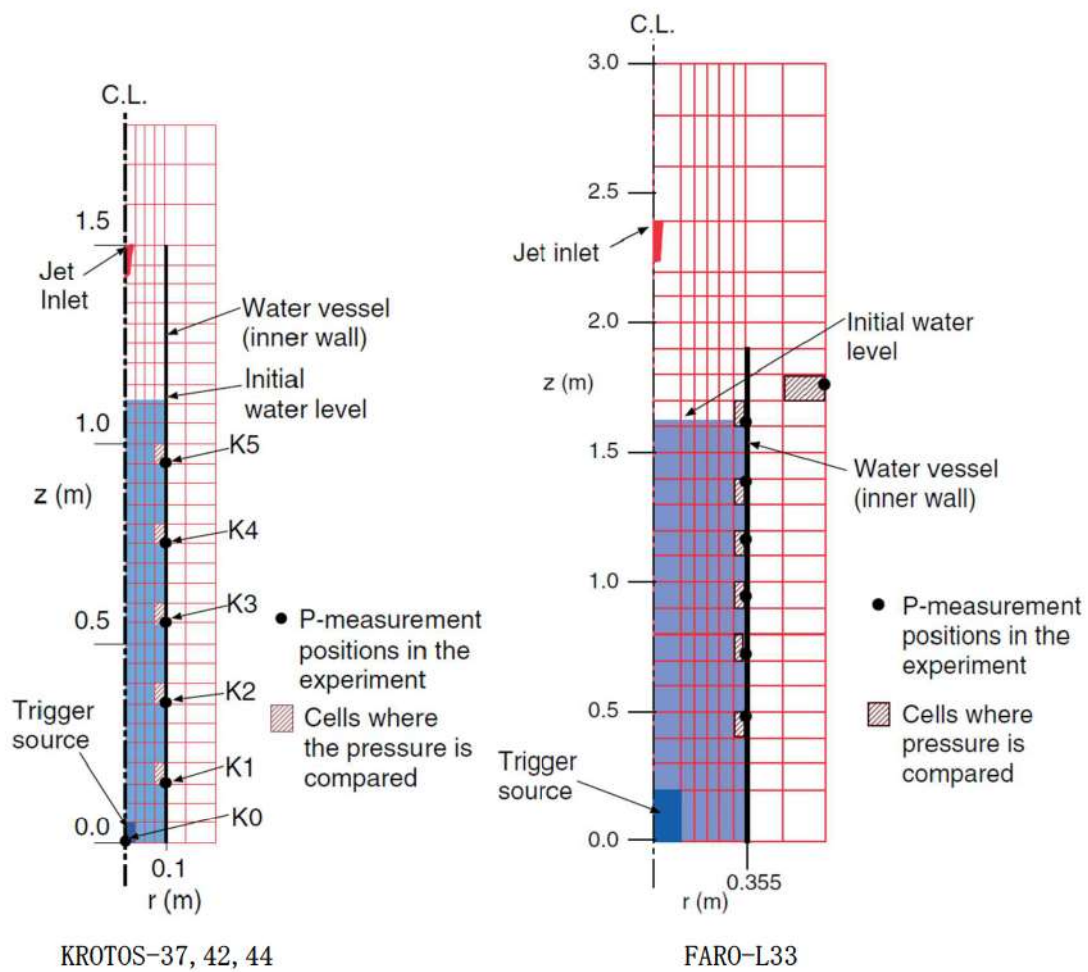 C.L.
1.5
Jet
Inlet
Water vessel
(inner wall)
Initial
water level
1.0
K5
z (m)
K4
0.5
K3
P-measurement
positions in the
experiment
K2
Trigger
source
Cells where
the pressure is
compared
K1
0.0
K0
0.1
r (m)
KROTOS-37, 42, 44
C.L.
3.0
2.5
Jet inlet
2.0
Initial water
level
z (m)
1.5
Water vessel
(inner wall)
1.0
P-measurement
positions in the
experiment
0.5
Cells where
pressure is
compared
Trigger
source
0.0
0.355
r (m)
FARO-L33